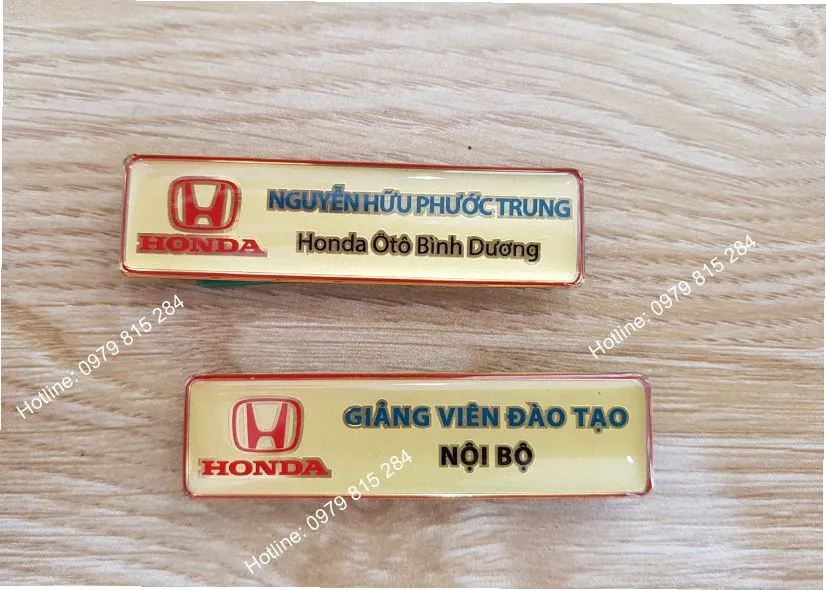 HONDA
NGUYỄN HỮU PHƯỚC TRUNG
Honda Ôtô Bình Dương
Hotline: 0979 815 284
Hotline: 0979 815 284
HONDA
GIẢNG VIÊN ĐÀO TẠO
NỘI BỘ
Hotline: 0979 815 284